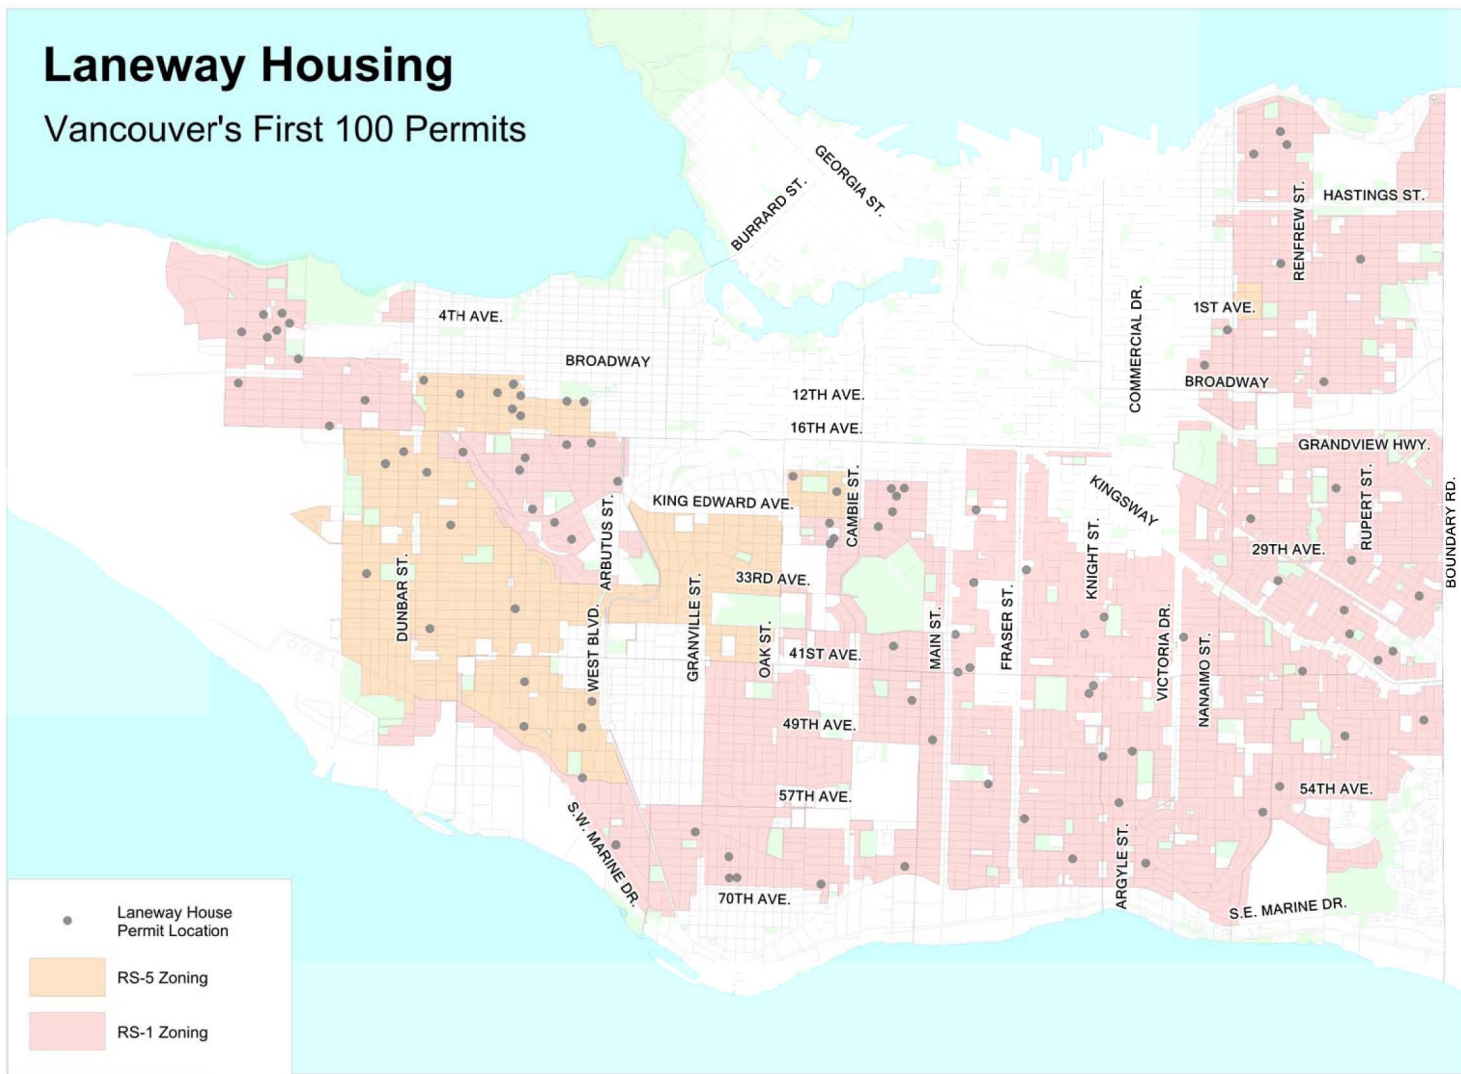 Laneway Housing
Vancouver's First 100 Permits
GEORGIA ST.
BURRARD ST.
HASTINGS ST.
RENFREW ST.
4TH AVE.
1ST AVE.
COMMERCIAL DR.
BROADWAY
BROADWAY
12TH AVE.
16TH AVE.
GRANDVIEW HWY.
KINGSWAY
KING EDWARD AVE.
CAMBIE ST.
ARBUTUS ST.
RUPERT ST.
BOUNDARY RD.
29TH AVE.
KNIGHT ST.
33RD AVE.
DUNBAR ST.
GRANVILLE ST.
OAK ST.
MAIN ST.
FRASER ST.
WEST BLVD.
41ST AVE.
VICTORIA DR.
NANAIMO ST.
49TH AVE.
57TH AVE.
54TH AVE.
S.W. MARINE DR.
ARGYLE ST.
70TH AVE.
S.E. MARINE DR.
Laneway House
Permit Location
RS-5 Zoning
RS-1 Zoning